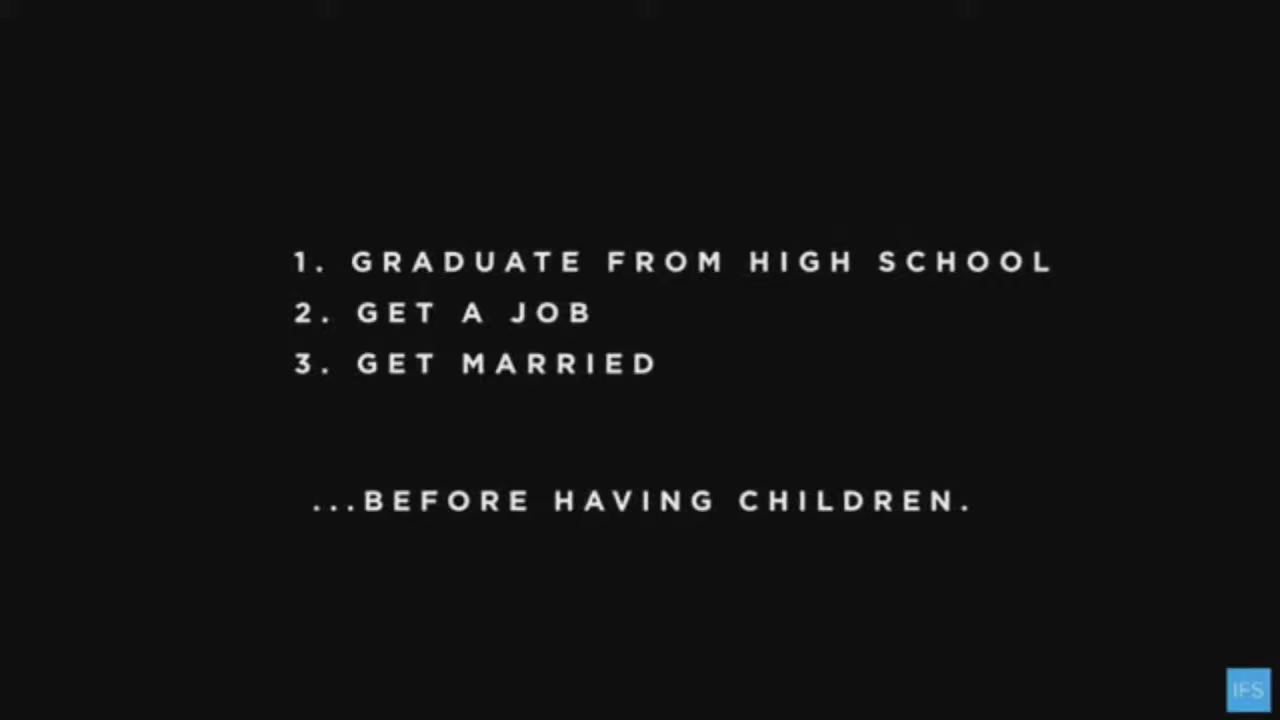 1. GRADUATE FROM HIGH SCHOOL
2. GET A JOB
3. GET MARRIED
...BEFORE HAVING CHILDREN.
IFS